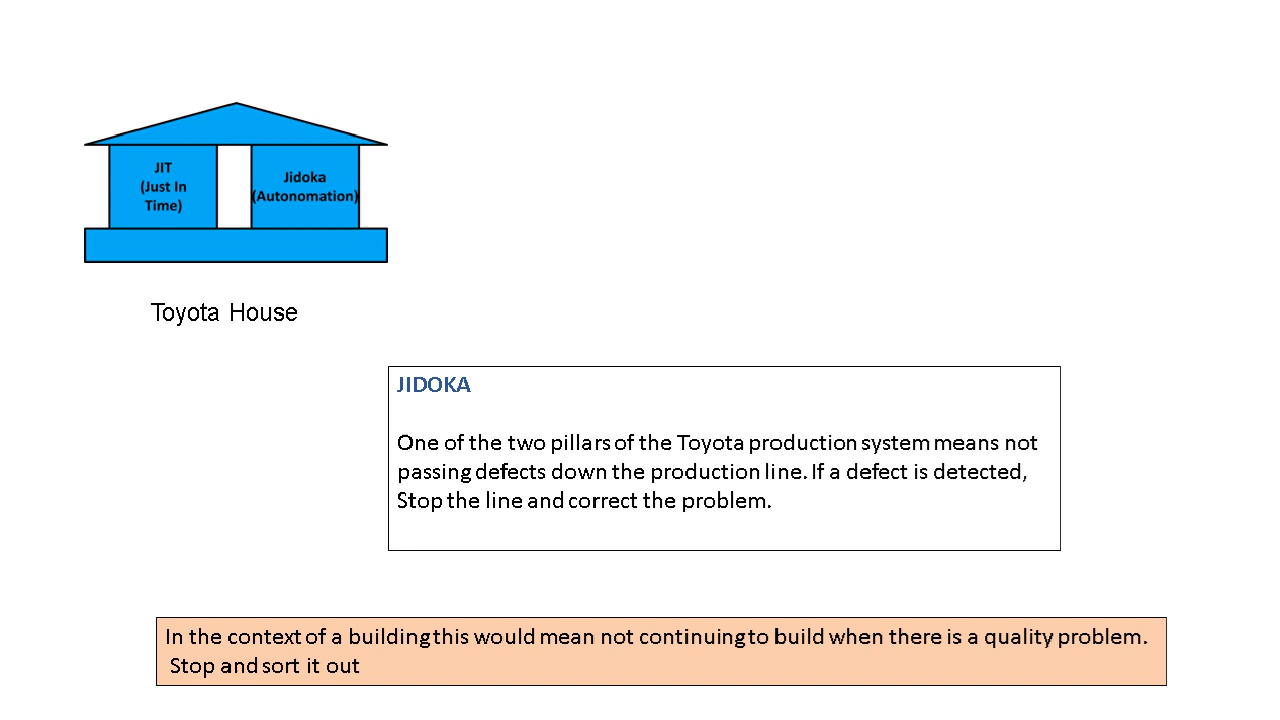 JIT
(Just In
Time)
Jidoka
(Autonomation)
Toyota House
JIDOKA
One of the two pillars of the Toyota production system means not
passing defects down the production line. If a defect is detected,
Stop the line and correct the problem.
In the context of a building this would mean not continuing to build when there is a quality problem.
Stop and sort it out